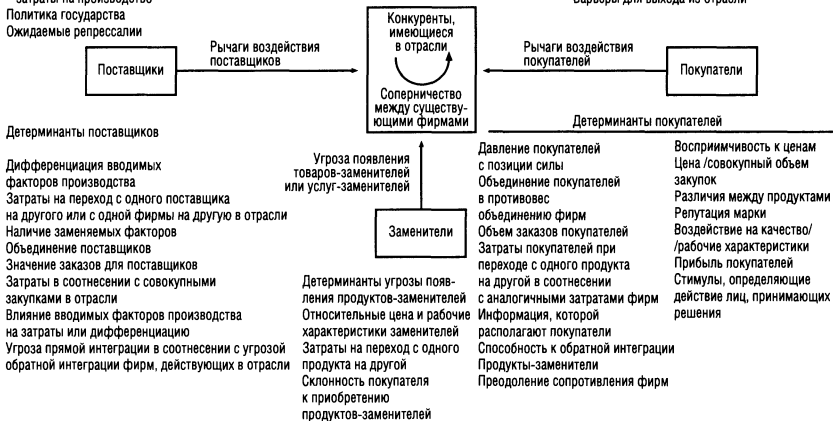 затраты на производство
Политика государства
Ожидаемые репрессалии
Барьеры для выхода из отрасли
Поставщики
Рычаги воздействия
поставщиков
Конкуренты,
имеющиеся
в отрасли
Соперничество
между существу-
ющими фирмами
Рычаги воздействия
покупателей
Покупатели
Детерминанты поставщиков
Дифференциация вводимых
факторов производства
Затраты на переход с одного поставщика
на другого или с одной фирмы на другую в отрасли
Наличие заменяемых факторов
Объединение поставщиков
Значение заказов для поставщиков
Затраты в соотнесении с совокупными
закупками в отрасли
Влияние вводимых факторов производства
на затраты или дифференциацию
Угроза прямой интеграции в соотнесении с угрозой
обратной интеграции фирм, действующих в отрасли
Угроза появления
товаров-заменителей
или услуг-заменителей
Заменители
Детерминанты угрозы появ-
ления продуктов-заменителей
Относительные цена и рабочие
характеристики заменителей
Затраты на переход с одного
продукта на другой
Склонность покупателя
к приобретению
продуктов-заменителей
Детерминанты покупателей
Давление покупателей
с позиции силы
Объединение покупателей
в противовес
объединению фирм
Объем заказов покупателей
Затраты покупателей при
переходе с одного продукта
на другой в соотнесении
с аналогичными затратами фирм
Информация, которой
располагают покупатели
Способность к обратной интеграции
Продукты-заменители
Преодоление сопротивления фирм
Восприимчивость к ценам
Цена /совокупный объем
закупок
Различия между продуктами
Репутация марки
Воздействие на качество/
/рабочие характеристики
Прибыль покупателей
Стимулы, определяющие
действие лиц, принимающих
решения